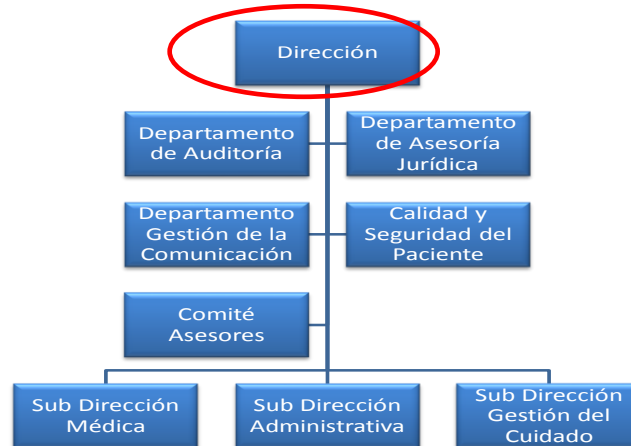 Dirección
Departamento
de Auditoría
Departamento
de Asesoría
Jurídica
Departamento
Gestión de la
Comunicación
Calidad y
Seguridad del
Paciente
Comité
Asesores
Sub Dirección
Médica
Sub Dirección
Administrativa
Sub Dirección
Gestión del
Cuidado